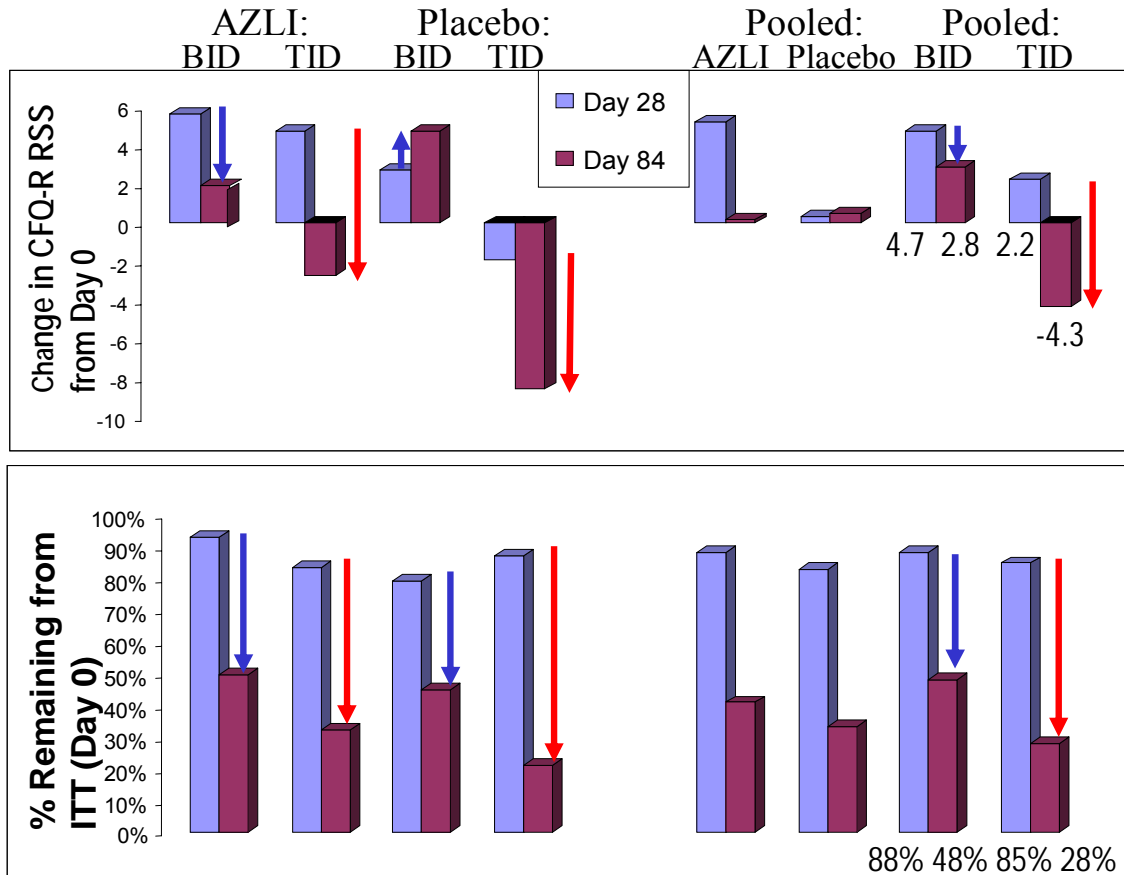 AZLI: Placebo: Pooled: Pooled:
BID TID BID TID AZLI Placebo BID TID
Day 28
Day 84
Change in CFQ-R RSS
from Day 0
6
4
2
0
-2
-4
-6
-8
-10
4.7 2.8 2.2
-4.3
% Remaining from
ITT (Day 0)
100%
90%
80%
70%
60%
50%
40%
30%
20%
10%
0%
88% 48% 85% 28%